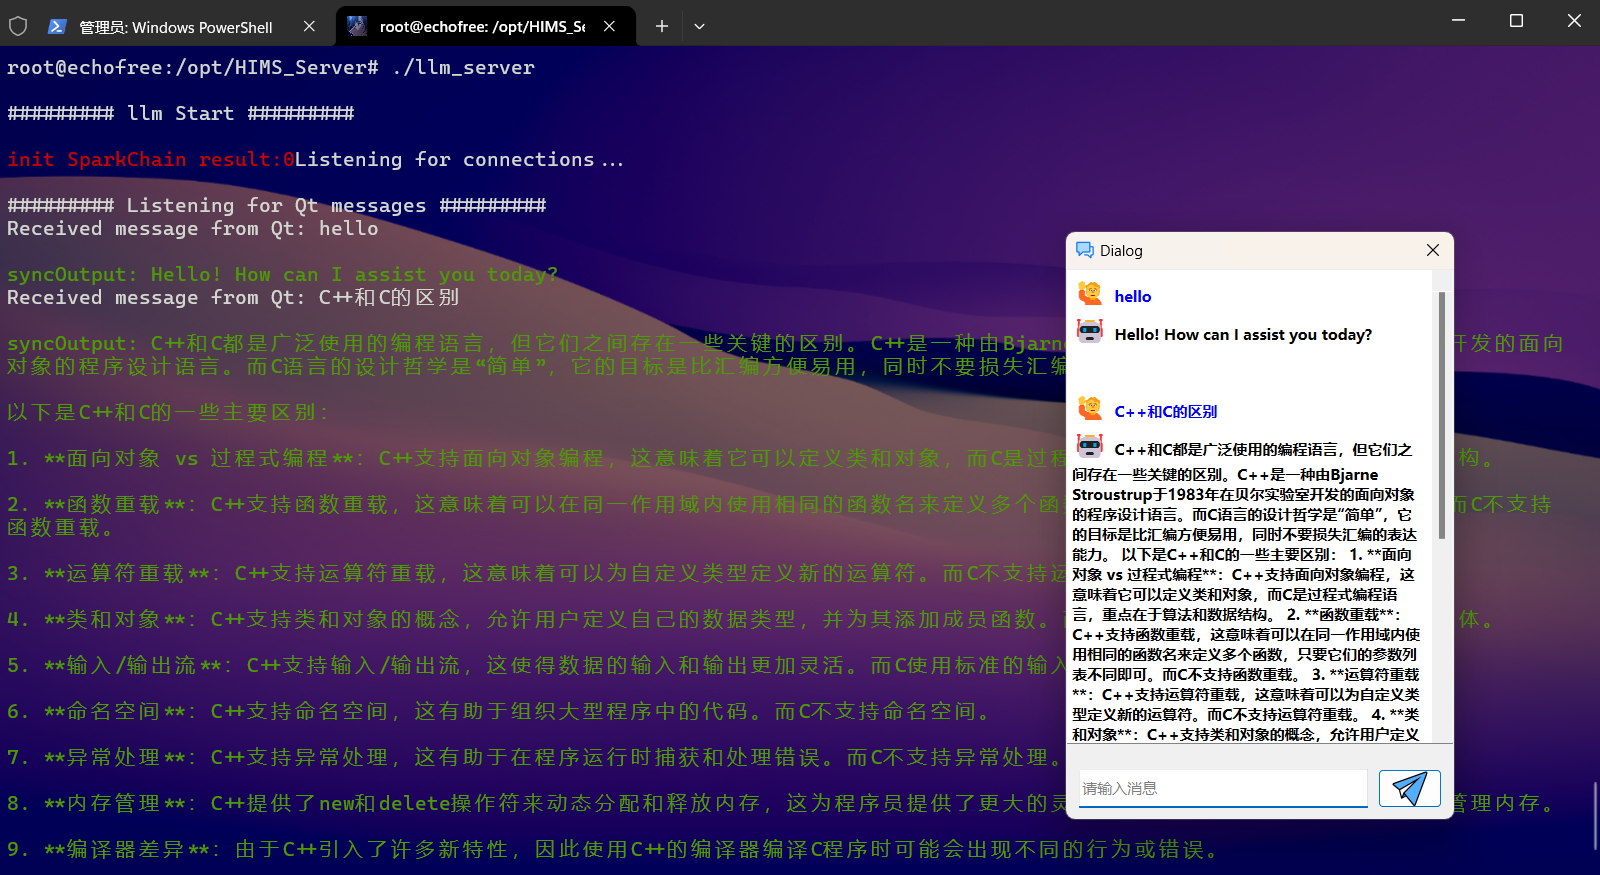 管理员: Windows PowerShell
root@echofree: /opt/HIMS_Se
root@echofree:/opt/HIMS_Server# ./llm_server
######### llm Start #########
init SparkChain result:0Listening for connections...
######### Listening for Qt messages #########
Received message from Qt: hello
syncOutput: Hello! How can I assist you today?
Received message from Qt: C++和C的区别
syncOutput: C++和C都是广泛使用的编程语言，但它们之间存在一些关键的区别。C++是一种由Bjarne 开发的面向
对象的程序设计语言。而C语言的设计哲学是“简单”，它的目标是比汇编方便易用，同时不要损失汇编
以下是C++和C的一些主要区别：
1. **面向对象 vs 过程式编程**：C++支持面向对象编程，这意味着它可以定义类和对象，而C是过程 构。
2. **函数重载**：C++支持函数重载，这意味着可以在同一作用域内使用相同的函数名来定义多个函 而C不支持
函数重载。
3. **运算符重载**：C++支持运算符重载，这意味着可以为自定义类型定义新的运算符。而C不支持运
4. **类和对象**：C++支持类和对象的概念，允许用户定义自己的数据类型，并为其添加成员函数。 体。
5. **输入/输出流**：C++支持输入/输出流，这使得数据的输入和输出更加灵活。而C使用标准的输入
6. **命名空间**：C++支持命名空间，这有助于组织大型程序中的代码。而C不支持命名空间。
7. **异常处理**：C++支持异常处理，这有助于在程序运行时捕获和处理错误。而C不支持异常处理。
8. **内存管理**：C++提供了new和delete操作符来动态分配和释放内存，这为程序员提供了更大的灵 管理内存。
9. **编译器差异**：由于C++引入了许多新特性，因此使用C++的编译器编译C程序时可能会出现不同的行为或错误。
Dialog
hello
Hello! How can I assist you today?
C++和C的区别
C++和C都是广泛使用的编程语言，但它们之
间存在一些关键的区别。C++是一种由Bjarne
Stroustrup于1983年在贝尔实验室开发的面向对象
的程序设计语言。而C语言的设计哲学是“简单”，它
的目标是比汇编方便易用，同时不要损失汇编的表达
能力。 以下是C++和C的一些主要区别： 1. **面向
对象 vs 过程式编程**：C++支持面向对象编程，这
意味着它可以定义类和对象，而C是过程式编程语
言，重点在于算法和数据结构。 2. **函数重载**：
C++支持函数重载，这意味着可以在同一作用域内使
用相同的函数名来定义多个函数，只要它们的参数列
表不同即可。而C不支持函数重载。 3. **运算符重载
**：C++支持运算符重载，这意味着可以为自定义类
型定义新的运算符。而C不支持运算符重载。 4. **类
和对象**：C++支持类和对象的概念，允许用户定义
请输入消息